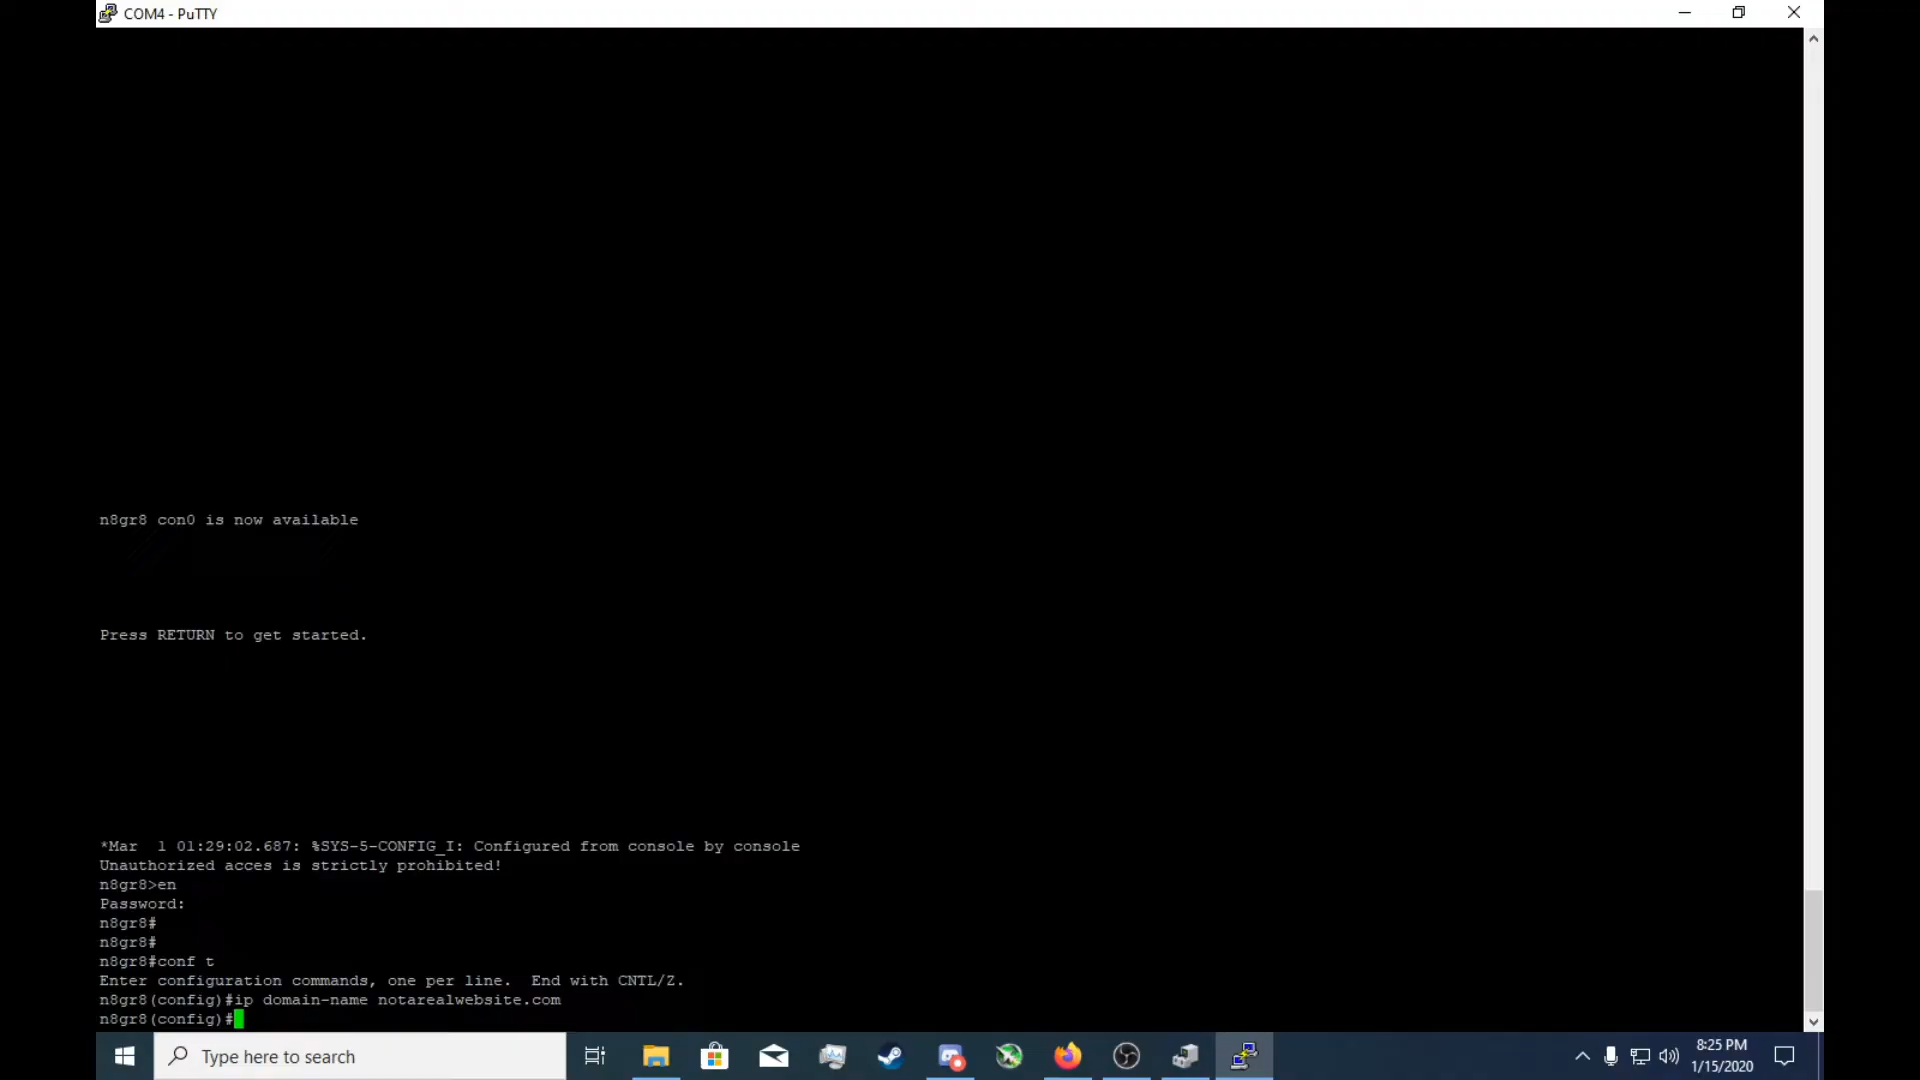 COM4 - PuTTY
n8gr8 con0 is now available
Press RETURN to get started.
*Mar  1 01:29:02.687: %SYS-5-CONFIG_I: Configured from console by console
Unauthorized acces is strictly prohibited!
n8gr8>en
Password:
n8gr8#
n8gr8#
n8gr8#conf t
Enter configuration commands, one per line.  End with CNTL/Z.
n8gr8(config)#ip domain-name notarealwebsite.com
n8gr8(config)#
Type here to search
8:25 PM
1/15/2020